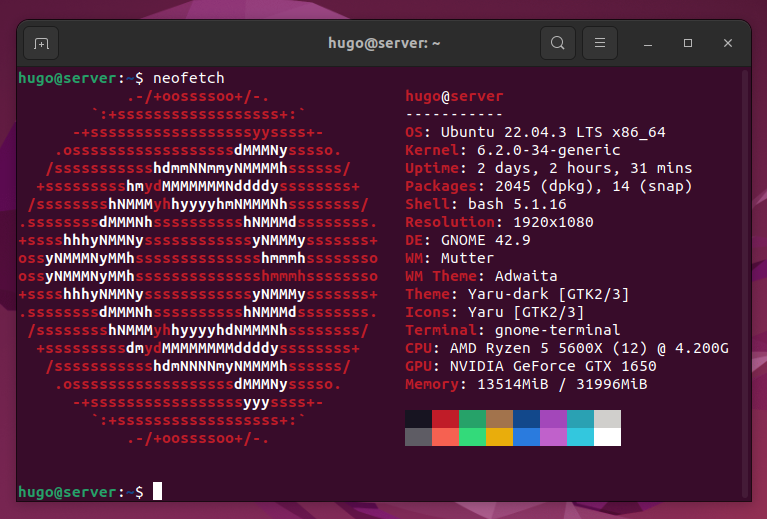 hugo@server: ~
hugo@server:~$ neofetch
.-/+oossssoo+/-.
`:+ssssssssssssssssss+:`
-+ssssssssssssssssssyyssss+-
.ossssssssssssssssssdMMMNysssso.
/ssssssssssshdmmNNmmyNMMMMhssssss/
+ssssssssshmydMMMMMMMNddddyssssssss+
/sssssssshNMMMyhhyyyyhmNMMMNhssssssss/
.ssssssssdMMMNhsssssssssshNMMMdssssssss.
+sssshhhyNMMNyssssssssssssyNMMMysssssss+
ossyNMMMNyMMhsssssssssssssshmmmhssssssso
ossyNMMMNyMMhsssssssssssssshmmmhssssssso
+sssshhhyNMMNyssssssssssssyNMMMysssssss+
.ssssssssdMMMNhsssssssssshNMMMdssssssss.
/sssssssshNMMMyhhyyyyhdNMMMNhssssssss/
+sssssssssdmydMMMMMMMMddddyssssssss+
/ssssssssssshdmNNNNmyNMMMMhssssss/
.ossssssssssssssssssdMMMNysssso.
-+sssssssssssssssssyyyssss+-
`:+ssssssssssssssssss+:`
.-/+oossssoo+/-.
hugo@server
-----------
OS: Ubuntu 22.04.3 LTS x86_64
Kernel: 6.2.0-34-generic
Uptime: 2 days, 2 hours, 31 mins
Packages: 2045 (dpkg), 14 (snap)
Shell: bash 5.1.16
Resolution: 1920x1080
DE: GNOME 42.9
WM: Mutter
WM Theme: Adwaita
Theme: Yaru-dark [GTK2/3]
Icons: Yaru [GTK2/3]
Terminal: gnome-terminal
CPU: AMD Ryzen 5 5600X (12) @ 4.200G
GPU: NVIDIA GeForce GTX 1650
Memory: 13514MiB / 31996MiB
hugo@server:~$